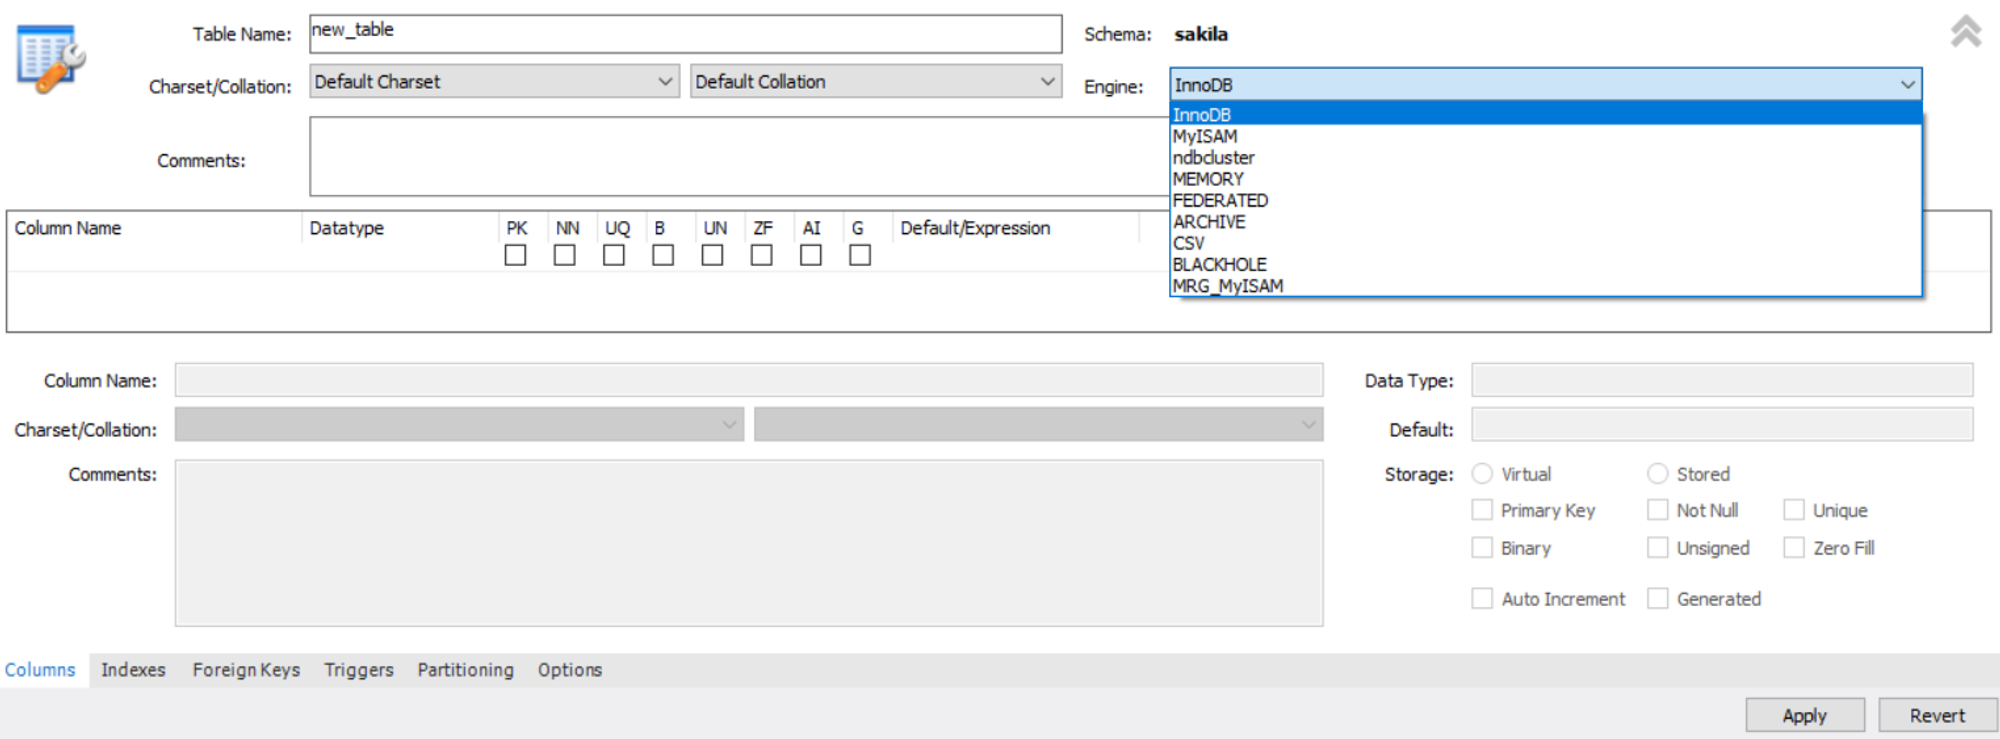 Table Name: new_table Schema: sakila
Charset/Collation: Default Charset Default Collation Engine: InnoDB
InnoDB
MyISAM
ndbcluster
MEMORY
FEDERATED
ARCHIVE
CSV
BLACKHOLE
MRG_MyISAM
Comments:
Column Name Datatype PK NN UQ B UN ZF AI G Default/Expression
Column Name: Data Type:
Charset/Collation: Default:
Comments: Storage: Virtual Stored
Primary Key Not Null Unique
Binary Unsigned Zero Fill
Auto Increment Generated
Columns Indexes Foreign Keys Triggers Partitioning Options
Apply Revert